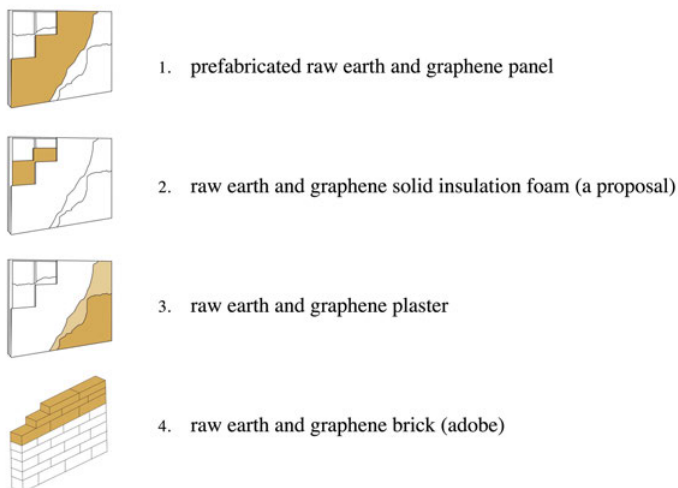 1. prefabricated raw earth and graphene panel
2. raw earth and graphene solid insulation foam (a proposal)
3. raw earth and graphene plaster
4. raw earth and graphene brick (adobe)